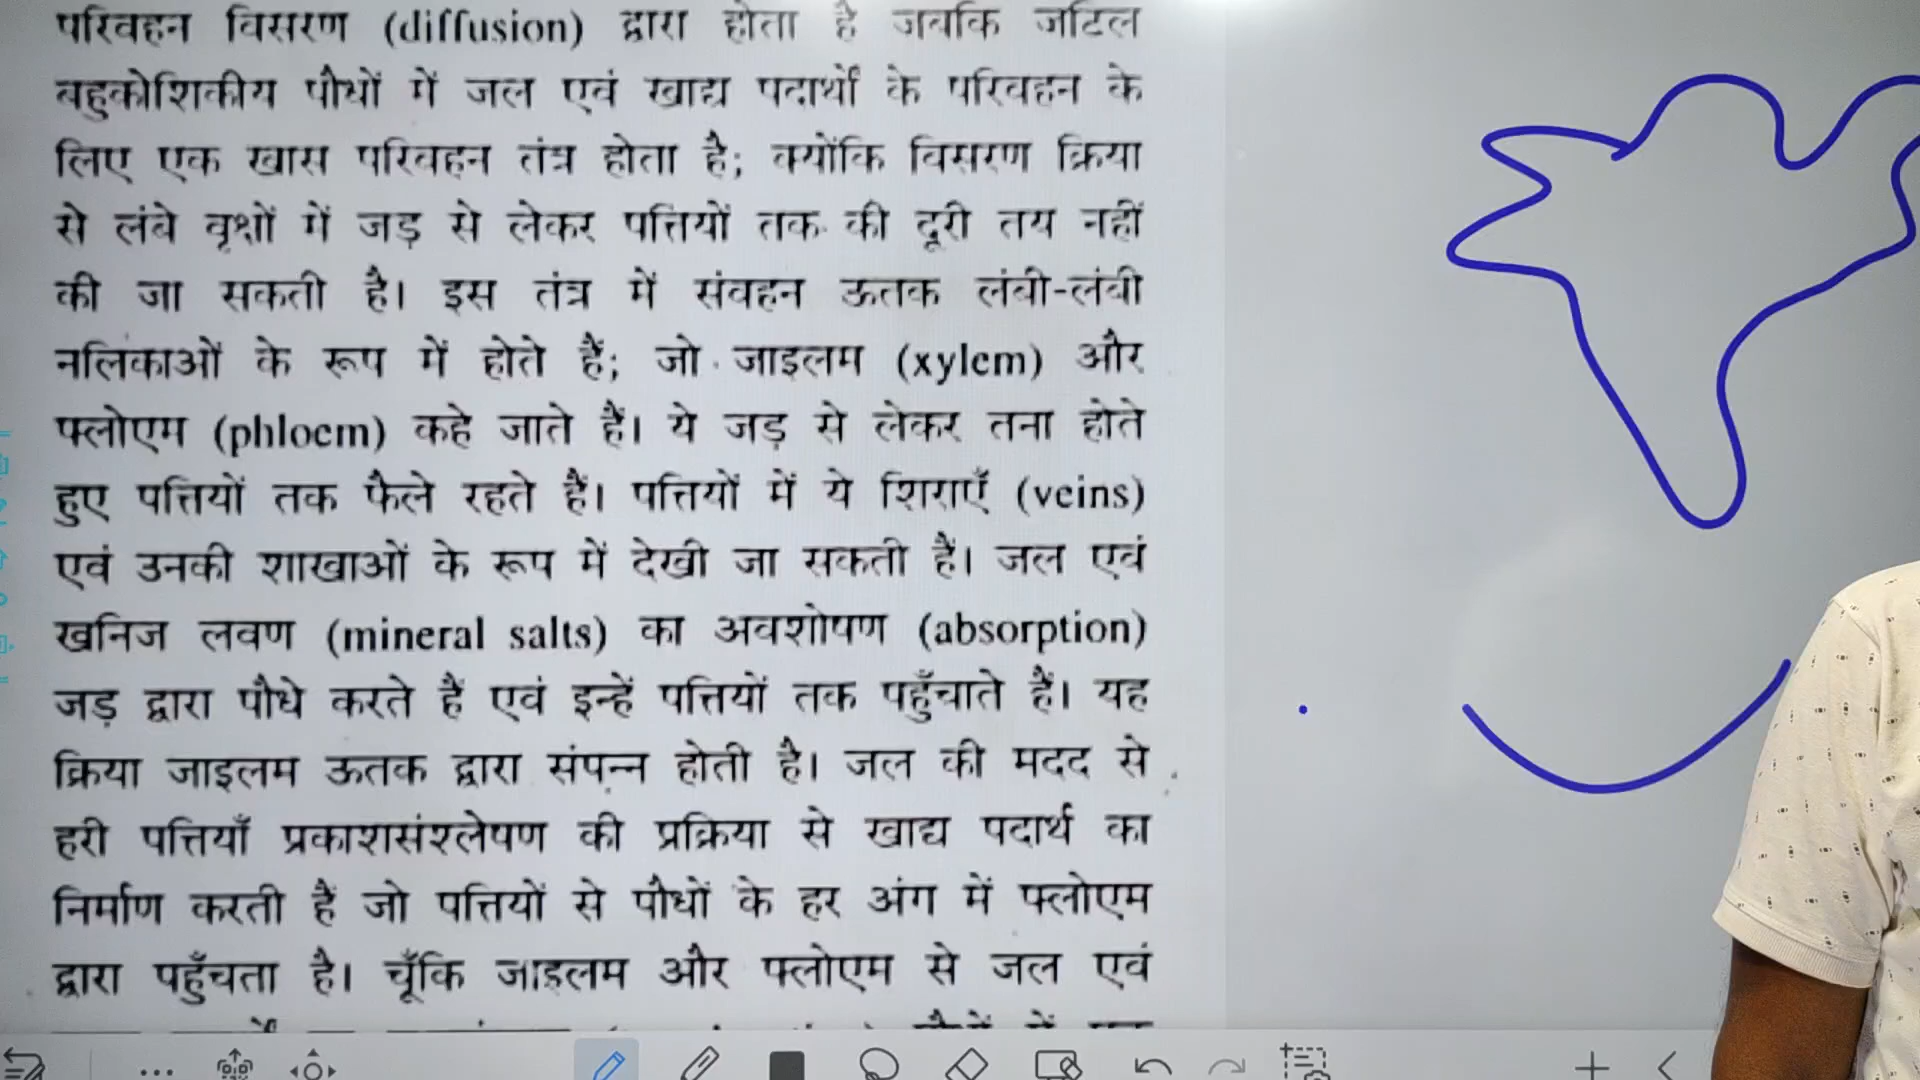 परिवहन विसरण (diffusion) द्वारा होता है जबकि जटिल
बहुकोशिकीय पौधों में जल एवं खाद्य पदार्थों के परिवहन के
लिए एक खास परिवहन तंत्र होता है; क्योंकि विसरण क्रिया
से लंबे वृक्षों में जड़ से लेकर पत्तियों तक की दूरी तय नहीं
की जा सकती है। इस तंत्र में संवहन ऊतक लंबी-लंबी
नलिकाओं के रूप में होते हैं; जो जाइलम (xylem) और
फ्लोएम (phloem) कहे जाते हैं। ये जड़ से लेकर तना होते
हुए पत्तियों तक फैले रहते हैं। पत्तियों में ये शिराएँ (veins)
एवं उनकी शाखाओं के रूप में देखी जा सकती हैं। जल एवं
खनिज लवण (mineral salts) का अवशोषण (absorption)
जड़ द्वारा पौधे करते हैं एवं इन्हें पत्तियों तक पहुँचाते हैं। यह
क्रिया जाइलम ऊतक द्वारा संपन्न होती है। जल की मदद से
हरी पत्तियाँ प्रकाशसंश्लेषण की प्रक्रिया से खाद्य पदार्थ का
निर्माण करती हैं जो पत्तियों से पौधों के हर अंग में फ्लोएम
द्वारा पहुँचता है। चूँकि जाइलम और फ्लोएम से जल एवं